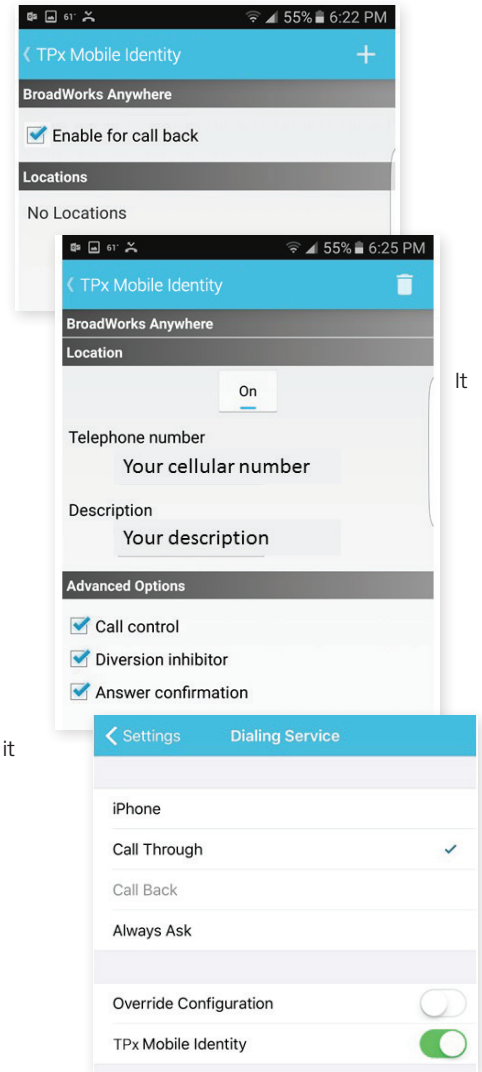 61° 55% 6:22 PM
TPx Mobile Identity +
BroadWorks Anywhere
Enable for call back
Locations
No Locations
61° 55% 6:25 PM
TPx Mobile Identity
BroadWorks Anywhere
Location
On
It
Telephone number
Your cellular number
Description
Your description
Advanced Options
Call control
Diversion inhibitor
Answer confirmation
it
Settings Dialing Service
iPhone
Call Through
Call Back
Always Ask
Override Configuration
TPx Mobile Identity